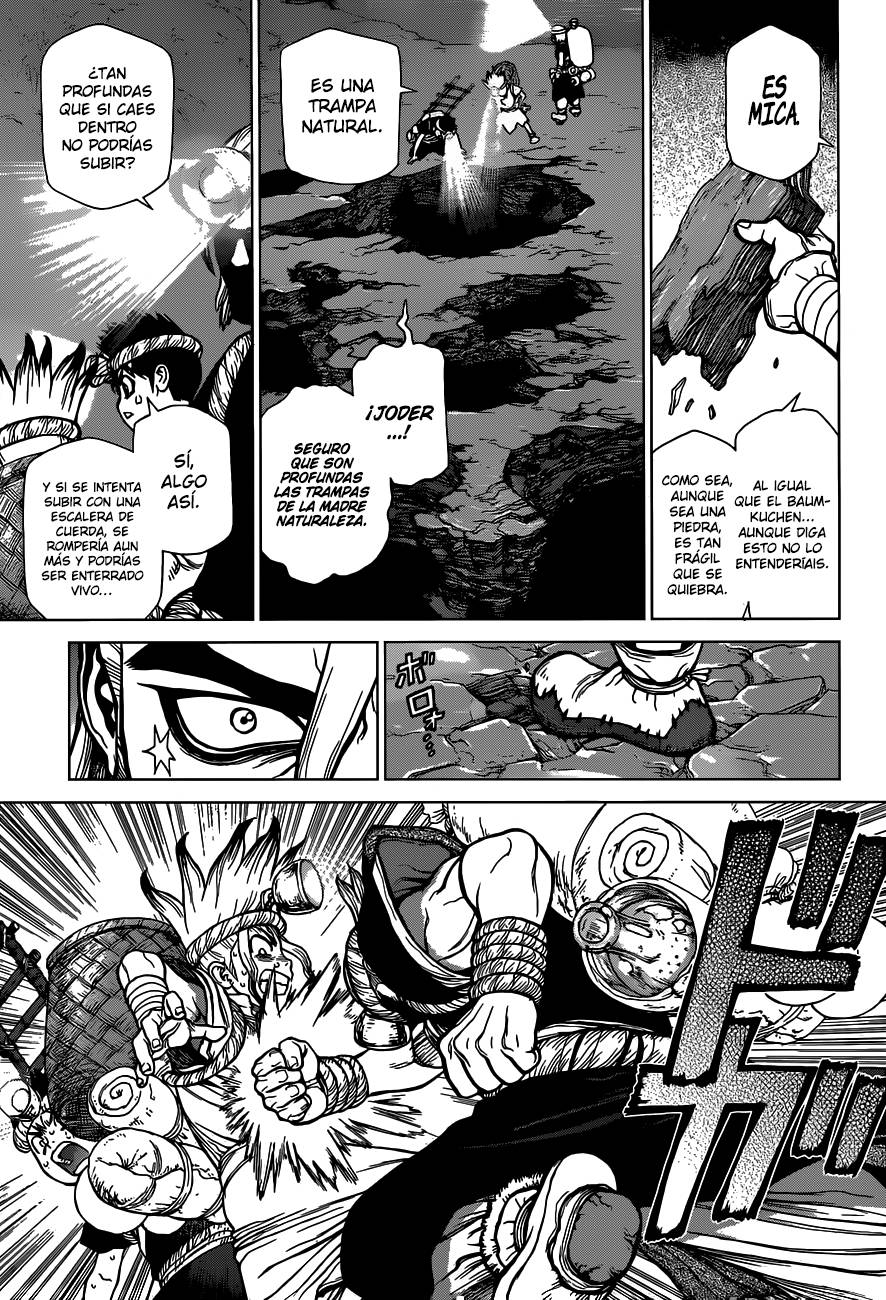 ES
MICA.
AL IGUAL
QUE EL BAUM-
KUCHEN...
AUNQUE DIGA
ESTO NO LO
ENTENDERÍAIS.
COMO SEA,
AUNQUE
SEA UNA
PIEDRA,
ES TAN
FRÁGIL
QUE SE
QUIEBRA.
ES UNA
TRAMPA
NATURAL.
¡JODER
...!
SEGURO
QUE SON
PROFUNDAS
LAS TRAMPAS
DE LA MADRE
NATURALEZA.
¿TAN
PROFUNDAS
QUE SI CAES
DENTRO
NO PODRÍAS
SUBIR?
SÍ,
ALGO
ASÍ.
Y SI SE INTENTA
SUBIR CON UNA
ESCALERA DE
CUERDA, SE
ROMPERÍA AUN
MÁS Y PODRÍAS
SER ENTERRADO
VIVO...
ボロォ…
ドガ